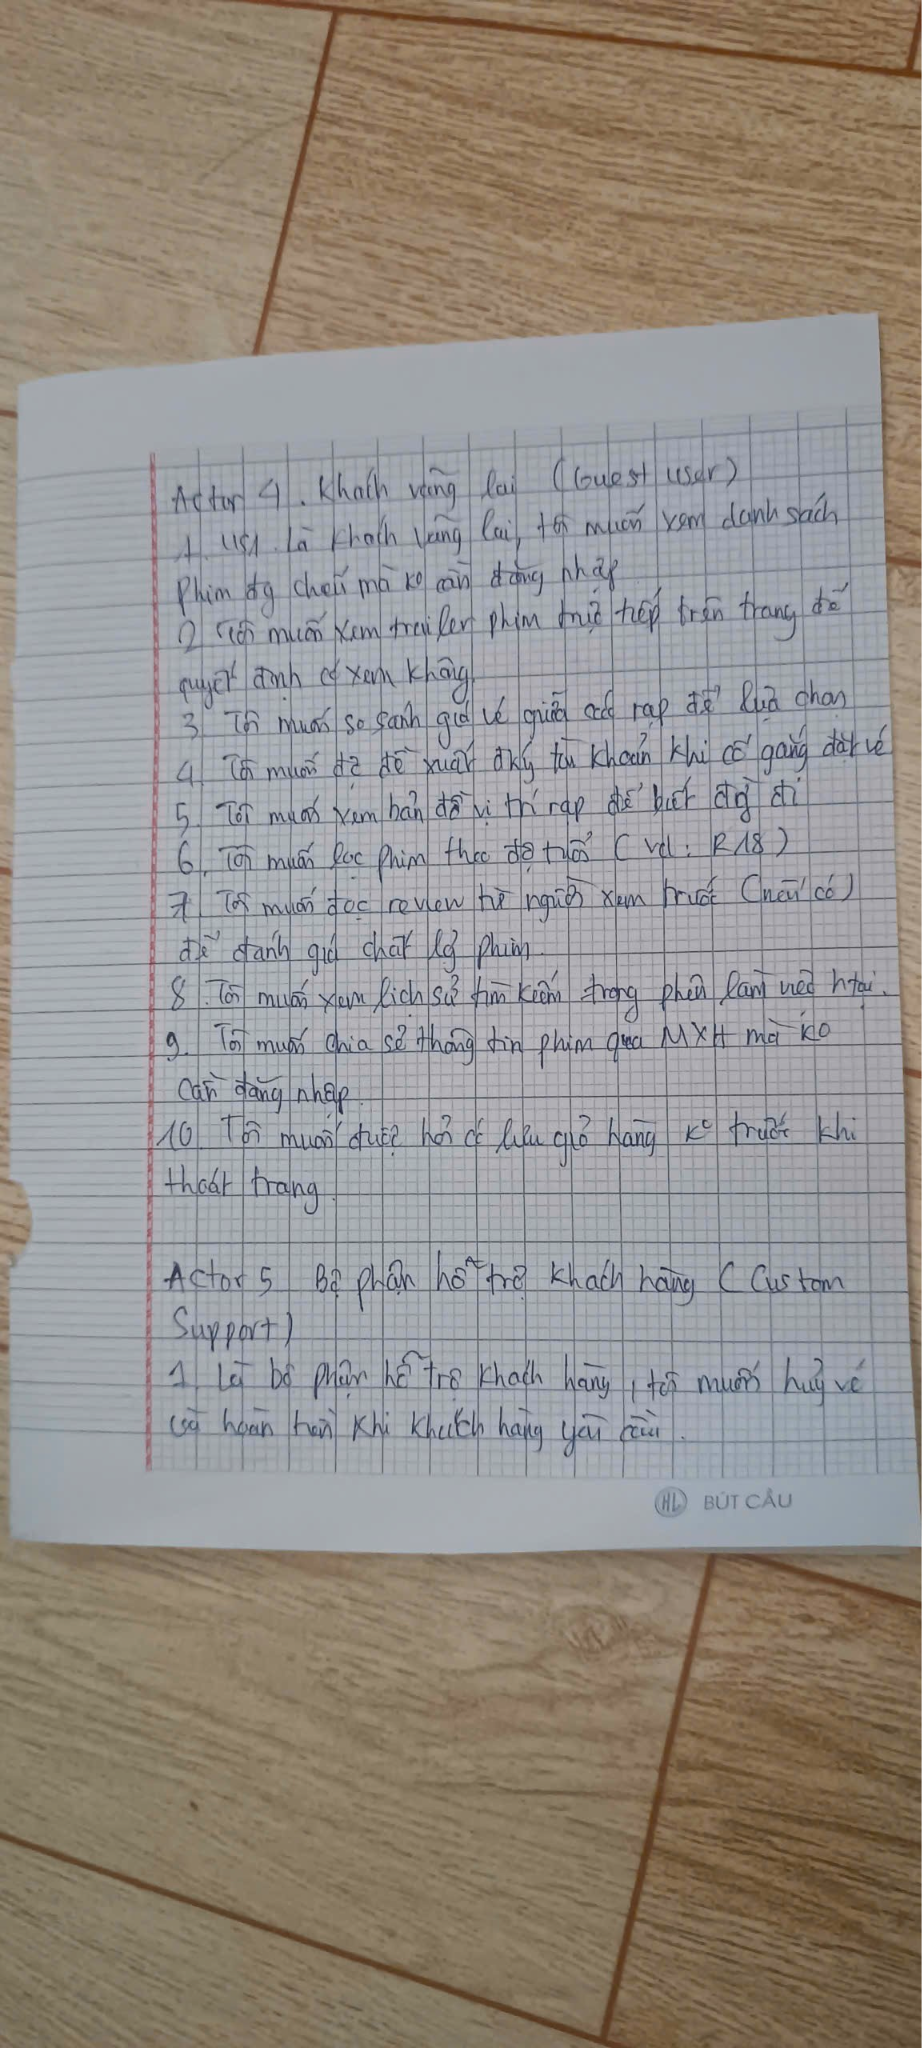 Actor 4. Khách vãng lai (Guest user)
1. US1. Là khách vãng lai, tôi muốn xem danh sách
Phim đg chiếu mà ko cần đăng nhập
2 Tôi muốn xem trailer phim trực tiếp trên trang để
quyết định có xem không.
3 Tôi muốn so sánh giá vé giữa các rạp để lựa chọn
4 Tôi muốn đề xuất đký tài khoản khi cố gắng đặt vé
5. Tôi muốn xem bản đồ vị trí rạp để biết đg đi
6. Tôi muốn lọc phim theo độ tuổi (vd: R18)
7. Tôi muốn đọc review từ người xem trước (nếu có)
để đánh giá chất lg phim.
8. Tôi muốn xem lịch sử tìm kiếm trong phiên làm việc htại.
9. Tôi muốn chia sẻ thông tin phim qua MXH mà ko
cần đăng nhập.
10. Tôi muốn được hỏi có lưu giỏ hàng ko trước khi
thoát trang.
Actor 5 Bộ phận hỗ trợ khách hàng (Custom
Support)
1. Là bộ phận hỗ trợ khách hàng, tôi muốn huỷ vé
và hoàn tiền khi khách hàng yêu cầu.
HL BÚT CÂU